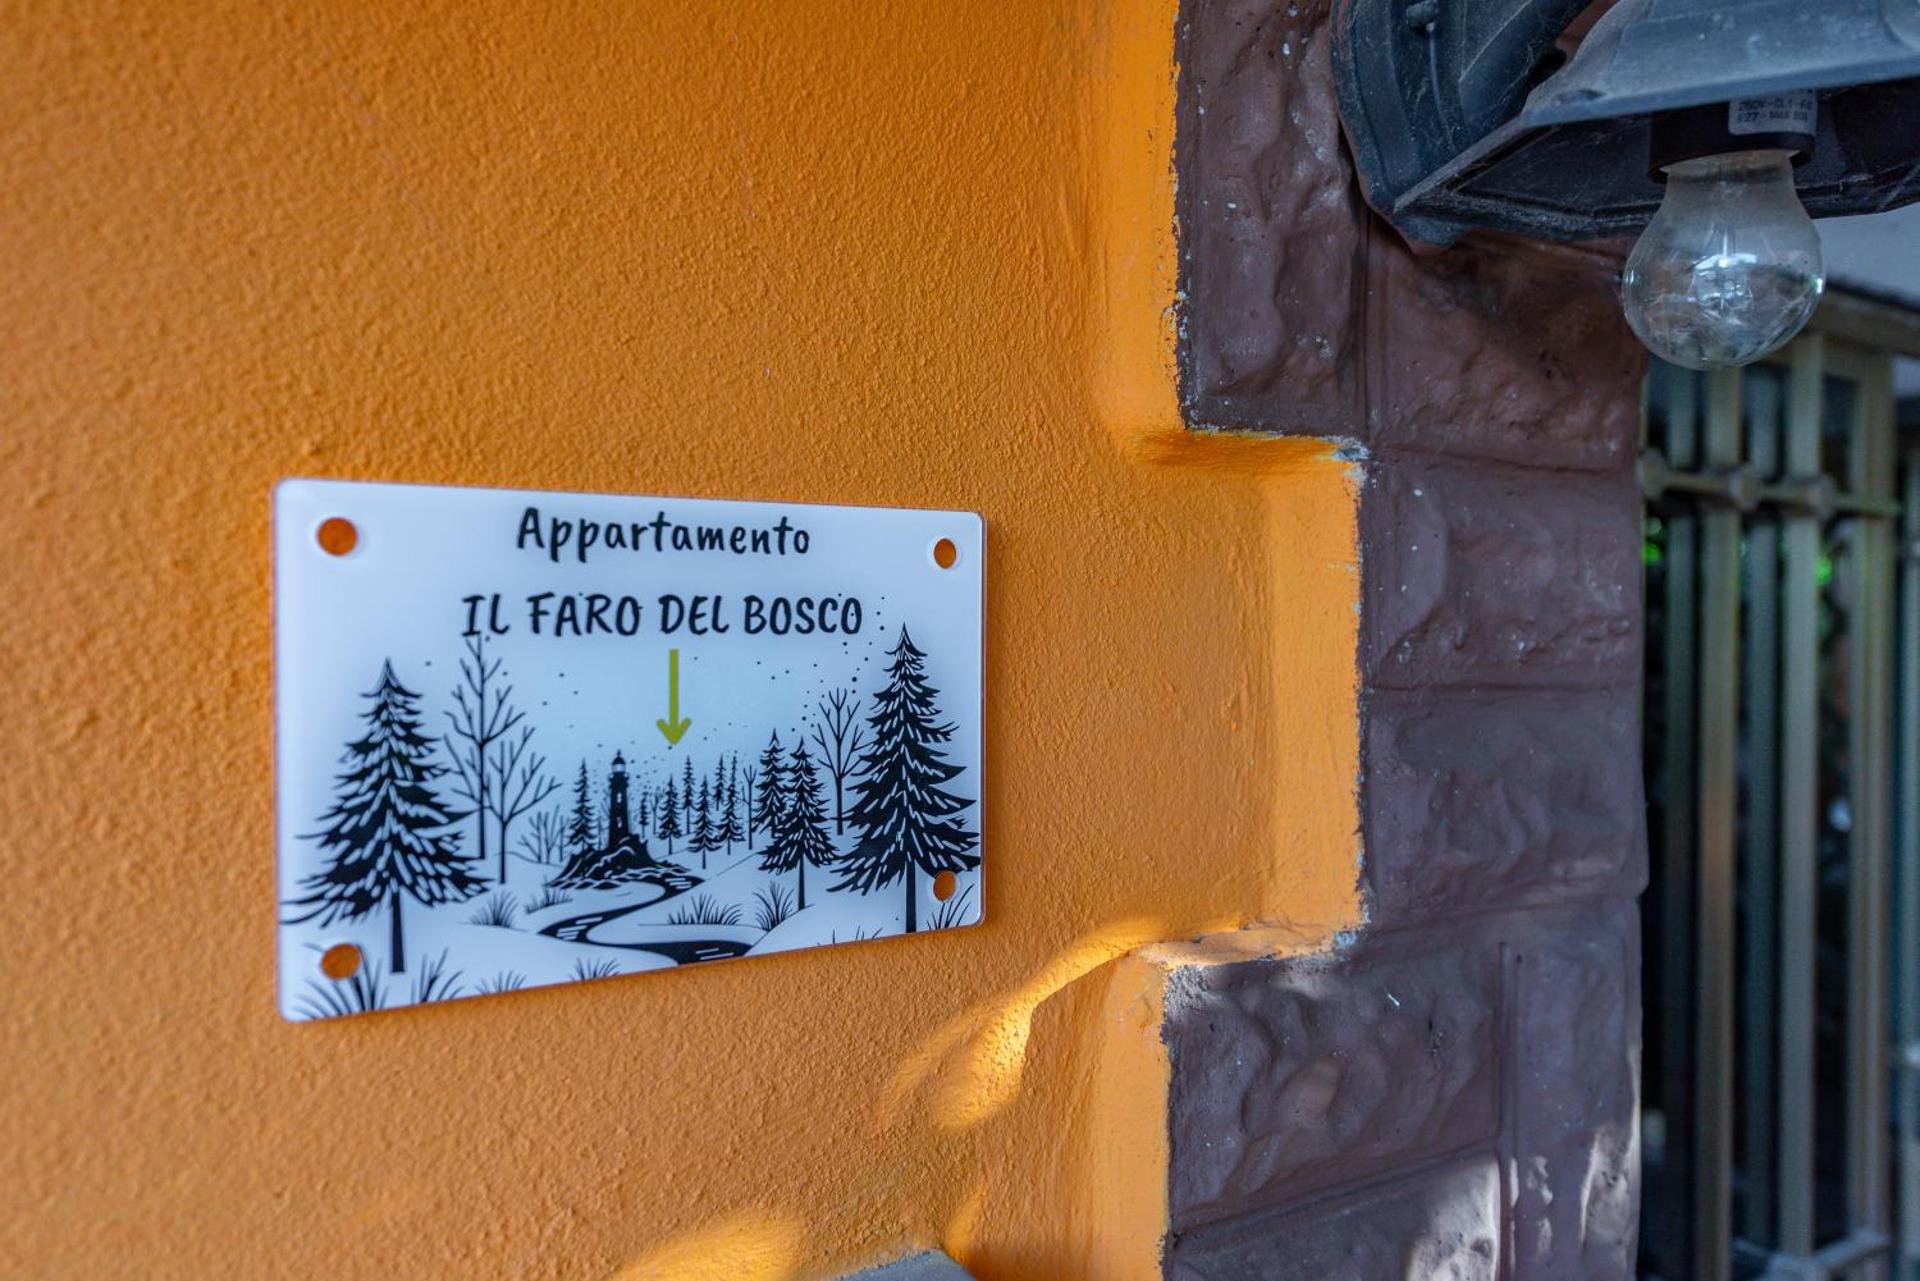 Appartamento
IL FARO DEL BOSCO